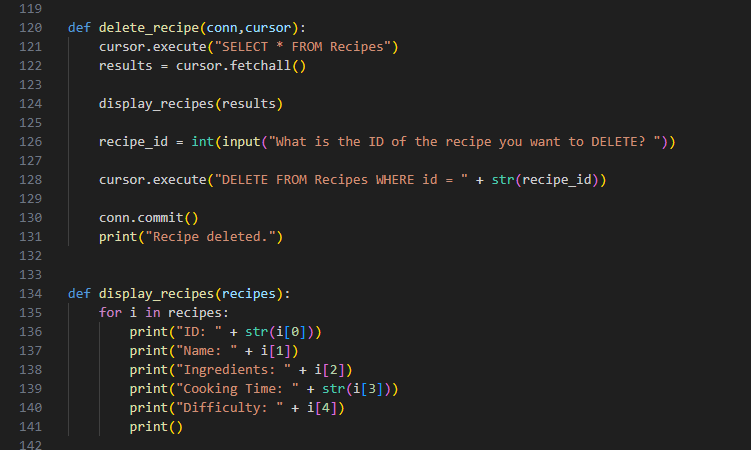 119
120 def delete_recipe(conn,cursor):
121     cursor.execute("SELECT * FROM Recipes")
122     results = cursor.fetchall()
123
124     display_recipes(results)
125
126     recipe_id = int(input("What is the ID of the recipe you want to DELETE? "))
127
128     cursor.execute("DELETE FROM Recipes WHERE id = " + str(recipe_id))
129
130     conn.commit()
131     print("Recipe deleted.")
132
133
134 def display_recipes(recipes):
135     for i in recipes:
136         print("ID: " + str(i[0]))
137         print("Name: " + i[1])
138         print("Ingredients: " + i[2])
139         print("Cooking Time: " + str(i[3]))
140         print("Difficulty: " + i[4])
141         print()
142